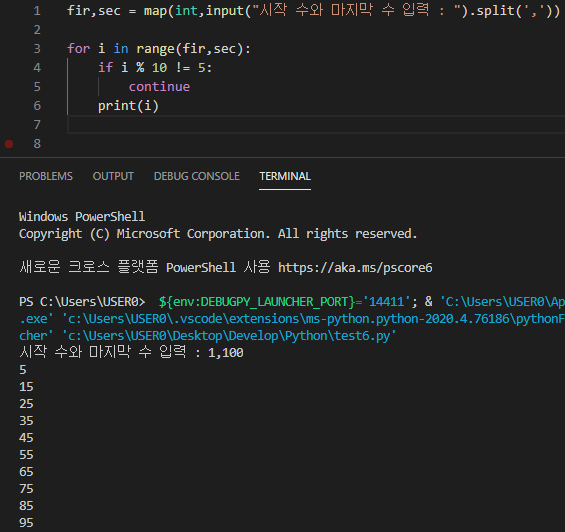 1 fir,sec = map(int,input("시작 수와 마지막 수 입력 : ").split(','))
2
3 for i in range(fir,sec):
4 if i % 10 != 5:
5 continue
6 print(i)
7
8
PROBLEMS OUTPUT DEBUG CONSOLE TERMINAL
Windows PowerShell
Copyright (C) Microsoft Corporation. All rights reserved.
새로운 크로스 플랫폼 PowerShell 사용 https://aka.ms/pscore6
PS C:\Users\USER0> ${env:DEBUGPY_LAUNCHER_PORT}='14411'; & 'C:\Users\USER0\Ap
.exe' 'c:\Users\USER0\.vscode\extensions\ms-python.python-2020.4.76186\pythonF
cher' 'c:\Users\USER0\Desktop\Develop\Python\test6.py'
시작 수와 마지막 수 입력 : 1,100
5
15
25
35
45
55
65
75
85
95